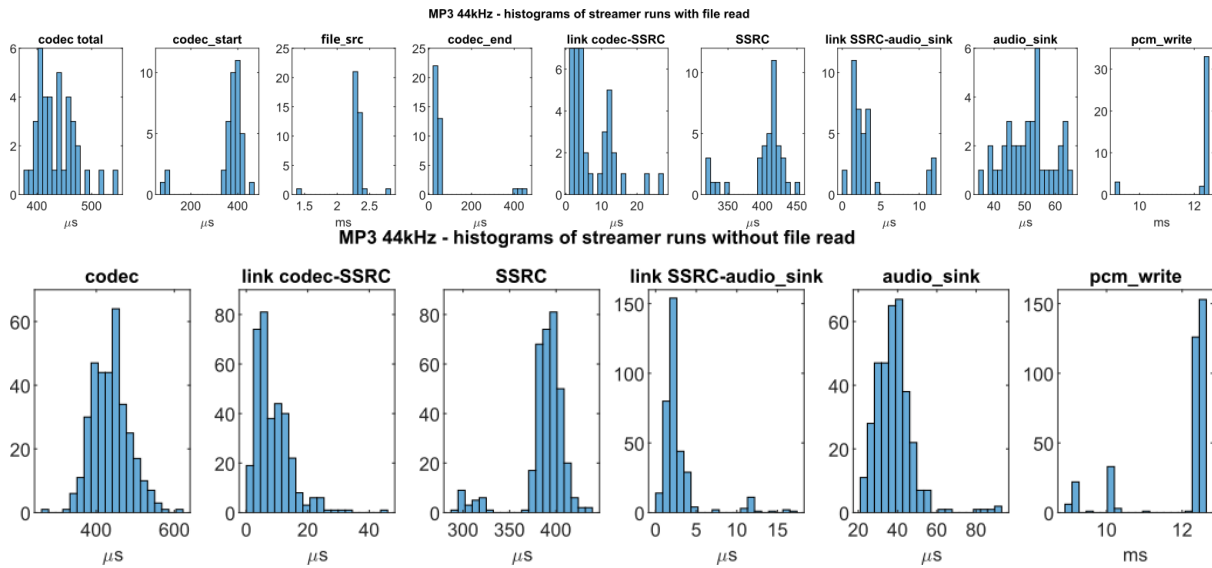 MP3 44kHz - histograms of streamer runs with file read
codec total codec_start file_src codec_end link codec-SSRC SSRC link SSRC-audio_sink audio_sink pcm_write
6 10 25 25 6 6 10 6 30
4 20 20 4 4 4
15 15 20
5 10 10 5
2 5 5 2 2 2 10
0 0 0 0 0 0 0 0 0
400 500 200 400 1.5 2 2.5 0 200 400 0 10 20 350 400 450 0 5 10 40 50 60 10 12
μs μs ms μs μs μs μs μs ms
MP3 44kHz - histograms of streamer runs without file read
codec link codec-SSRC SSRC link SSRC-audio_sink audio_sink pcm_write
60 80 80 150 60 150
40 60 60 100 40 100
20 40 40 50 20 50
20 20
0 0 0 0 0 0
400 600 0 20 40 300 350 400 0 5 10 15 20 40 60 80 10 12
μs μs μs μs μs ms